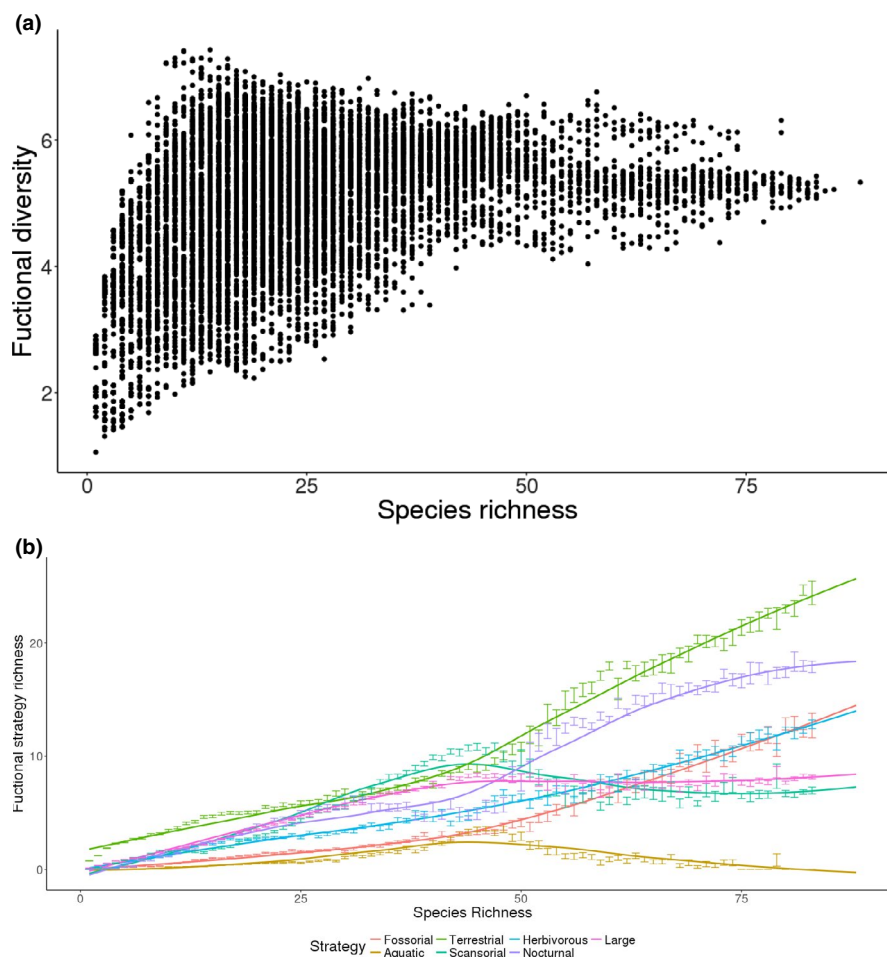 (a)
Fuctional diversity
6
4
2
0 25 50 75
Species richness
(b)
Fuctional strategy richness
20
10
0
0 25 50 75
Species Richness
Strategy
Fossorial Terrestrial Herbivorous Large
Aquatic Scansorial Nocturnal